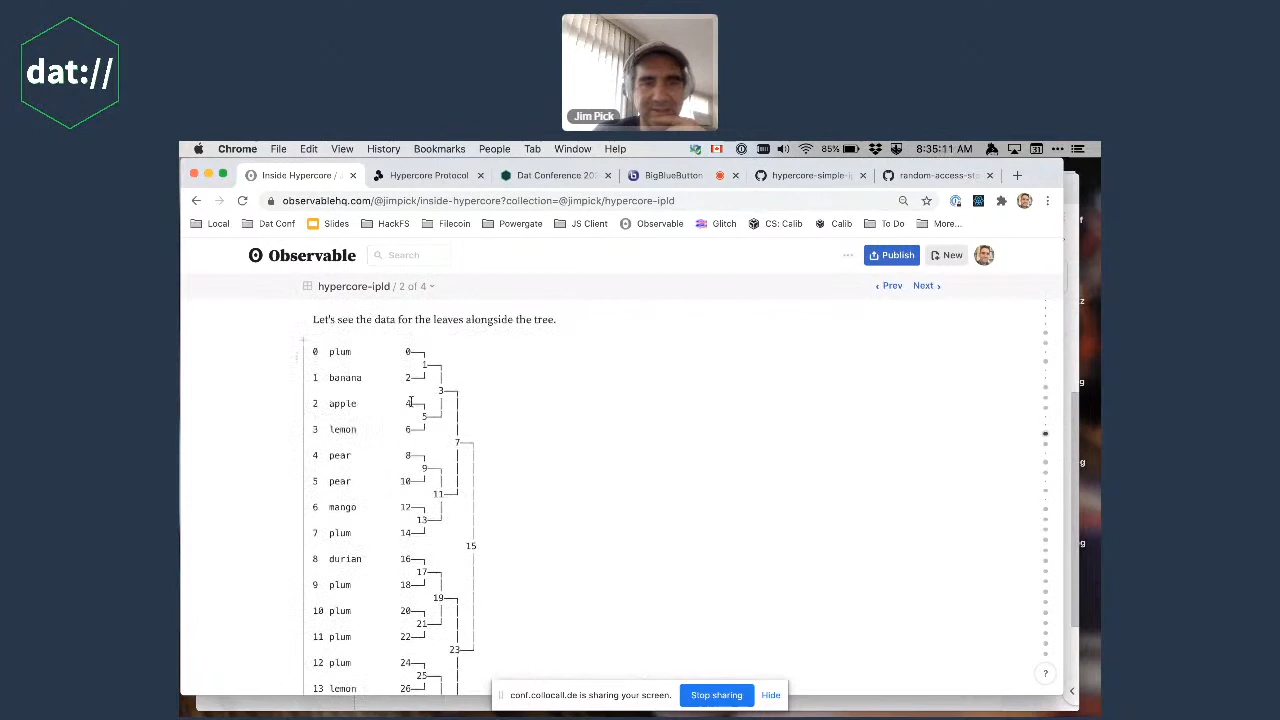 dat://
Jim Pick
Chrome File Edit View History Bookmarks People Tab Window Help 85% 8:35:11 AM
Inside Hypercore / Hypercore Protocol Dat Conference 202 BigBlueButton hypercore-simple-ip random-access-st
observablehq.com/@jimpick/inside-hypercore?collection=@jimpick/hypercore-ipld
Local Dat Conf Slides HackFS Filecoin Powergate JS Client Observable Glitch CS: Calib Calib To Do More...
Observable Search Publish New
hypercore-ipld / 2 of 4 Prev Next
Let's see the data for the leaves alongside the tree.
0 plum 0
1
1 banana 2
3
2 apple 4
5
3 lemon 6
7
4 pear 8
9
5 pear 10
11
6 mango 12
13
7 plum 14
15
8 durian 16
17
9 plum 18
19
10 plum 20
21
11 plum 22
23
12 plum 24
25
13 lemon 26
?
conf.collocall.de is sharing your screen. Stop sharing Hide